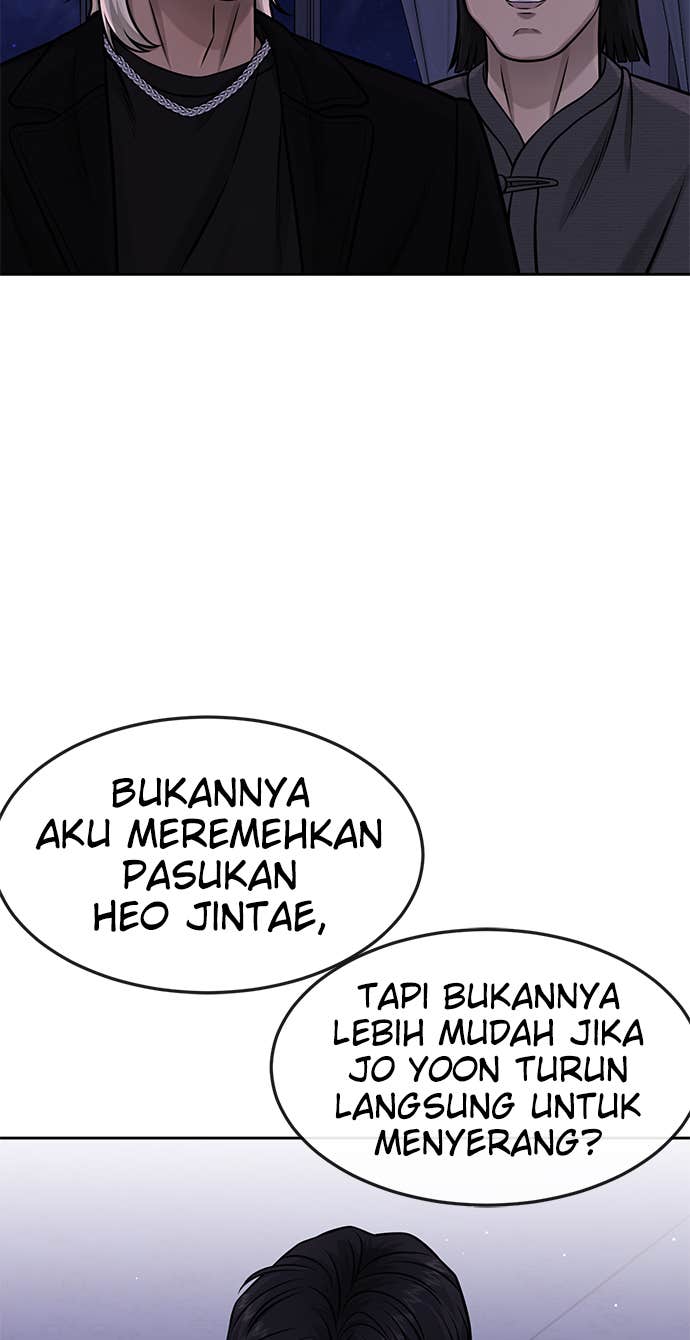 BUKANNYA
AKU MEREMEHKAN
PASUKAN
HEO JINTAE,
TAPI BUKANNYA
LEBIH MUDAH JIKA
JO YOON TURUN
LANGSUNG UNTUK
MENYERANG?